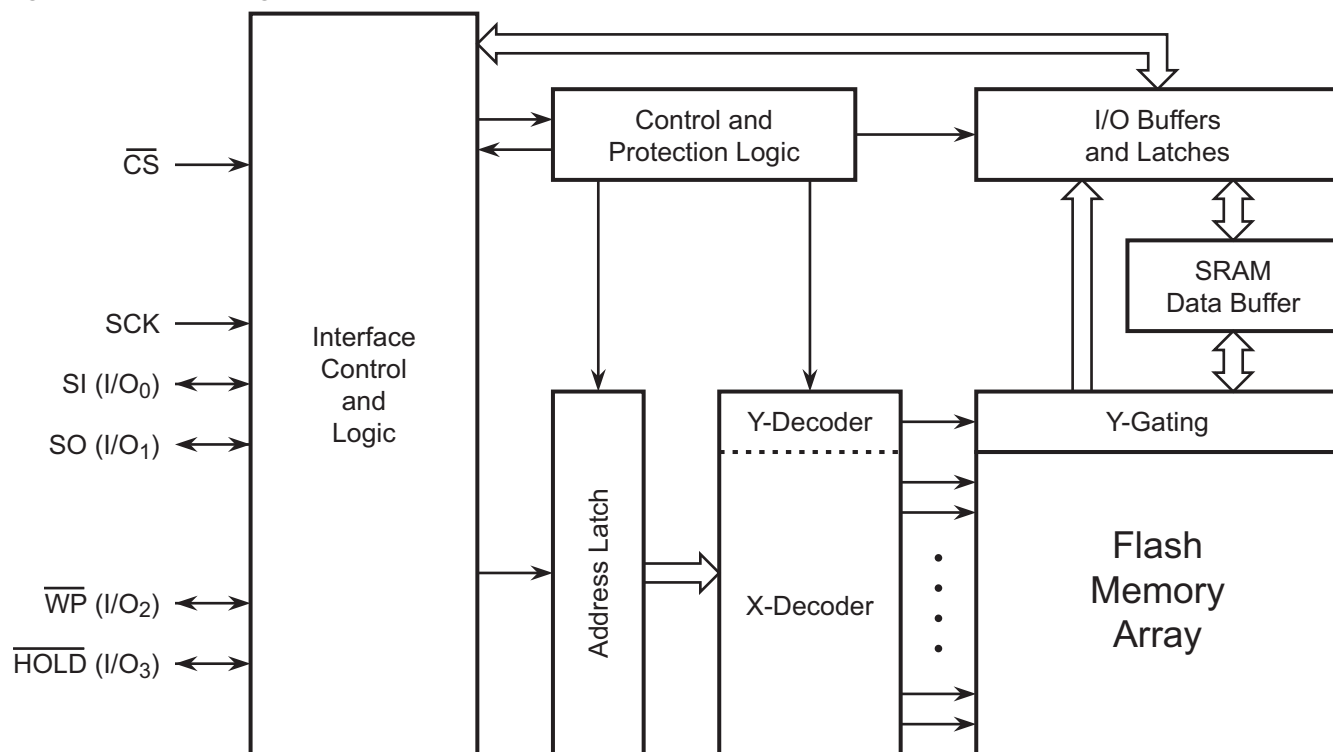 Control and
Protection Logic
I/O Buffers
and Latches
CS
SRAM
Data Buffer
SCK
Interface
Control
and
Logic
SI (I/O0)
SO (I/O1)
Y-Decoder
Y-Gating
Address Latch
X-Decoder
Flash
Memory
Array
WP (I/O2)
HOLD (I/O3)